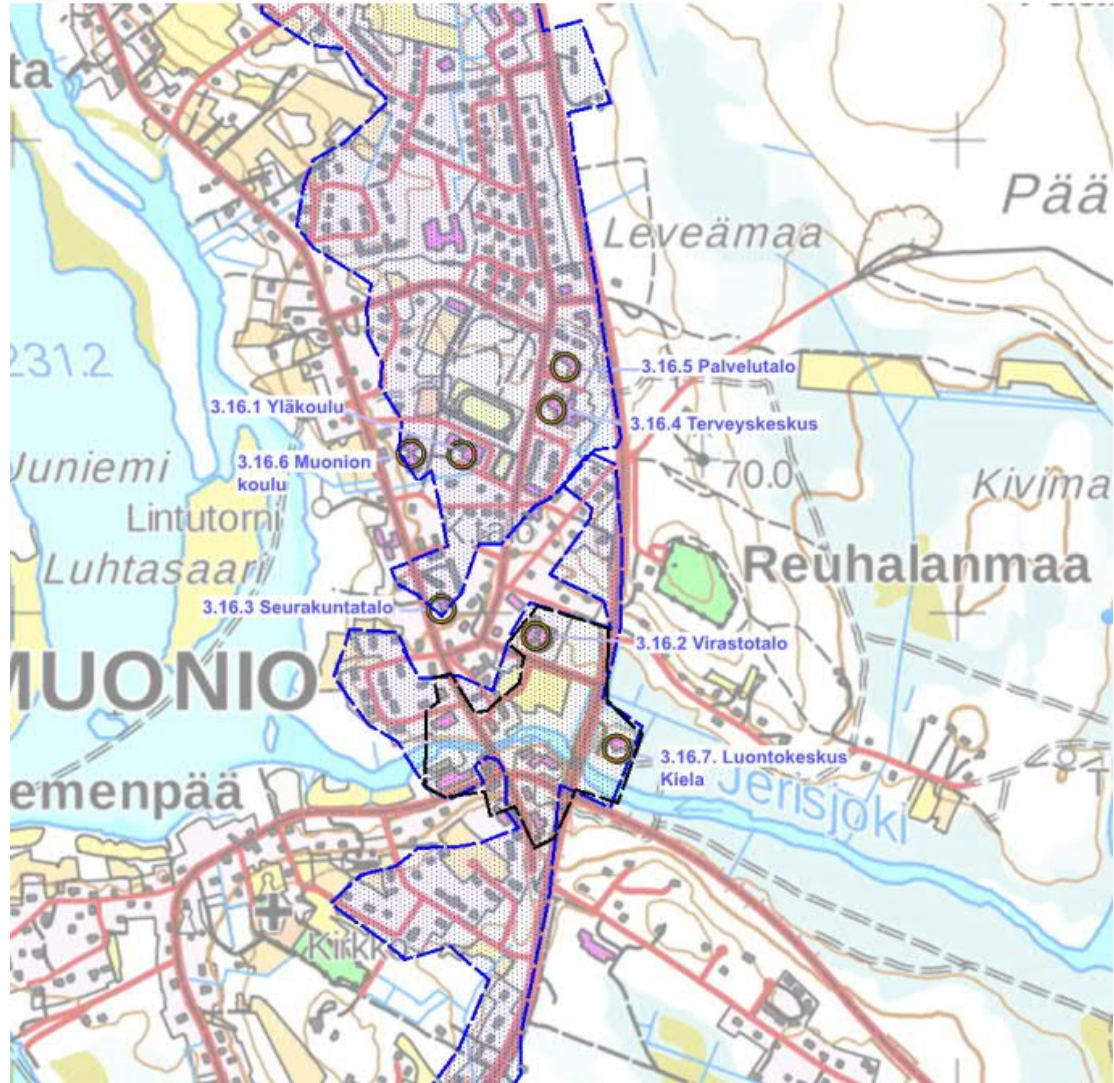 ta
Pää
Leveämaa
231.2
3.16.5 Palvelutalo
3.16.1 Yläkoulu
3.16.4 Terveyskeskus
3.16.6 Muonion
koulu
70.0
Juniemi
Kivima
Lintutorni
Luhtasaari
Reuhalanmaa
3.16.3 Seurakuntatalo
3.16.2 Virastotalo
MUONIO
3.16.7. Luontokeskus
Kiela
emenpää
Jerisjoki
Kirkko